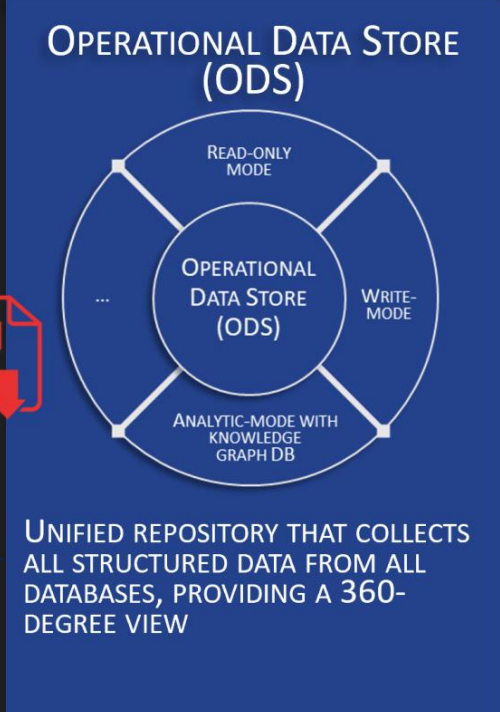 OPERATIONAL DATA STORE
(ODS)
READ-ONLY
MODE
...
OPERATIONAL
DATA STORE
(ODS)
WRITE-
MODE
ANALYTIC-MODE WITH
KNOWLEDGE
GRAPH DB
UNIFIED REPOSITORY THAT COLLECTS
ALL STRUCTURED DATA FROM ALL
DATABASES, PROVIDING A 360-
DEGREE VIEW